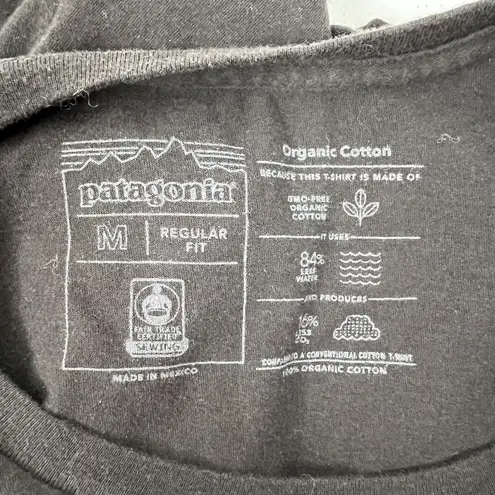 patagonia®
M
REGULAR
FIT
FAIR TRADE
CERTIFIED
SEWING
MADE IN MEXICO
Organic Cotton
BECAUSE THIS T-SHIRT IS MADE OF
GMO-FREE
ORGANIC
COTTON
IT USES
84%
LESS
WATER
AND PRODUCES
16%
LESS
CO₂
COMPARED TO A CONVENTIONAL COTTON T-SHIRT
100% ORGANIC COTTON